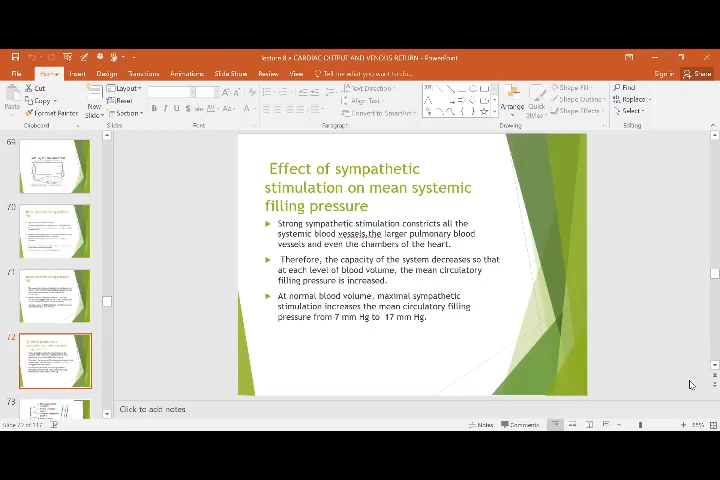 lecture 8 x CARDIAC OUTPUT AND VENOUS RETURN - PowerPoint
Sign in Share
File Home Insert Design Transitions Animations Slide Show Review View Tell me what you want to do...
Paste Cut Copy Format Painter Clipboard
New Slide Layout Reset Section Slides
Font
Text Direction Align Text Convert to SmartArt Paragraph
Arrange Quick Styles Shape Fill Shape Outline Shape Effects Drawing
Find Replace Select Editing
69
70
71
72
73
Effect of sympathetic
stimulation on mean systemic
filling pressure
Strong sympathetic stimulation constricts all the
systemic blood vessels,the larger pulmonary blood
vessels and even the chambers of the heart.
Therefore, the capacity of the system decreases so that
at each level of blood volume, the mean circulatory
filling pressure is increased.
At normal blood volume, maximal sympathetic
stimulation increases the mean circulatory filling
pressure from 7 mm Hg to 17 mm Hg.
Click to add notes
Slide 72 of 117 Notes Comments